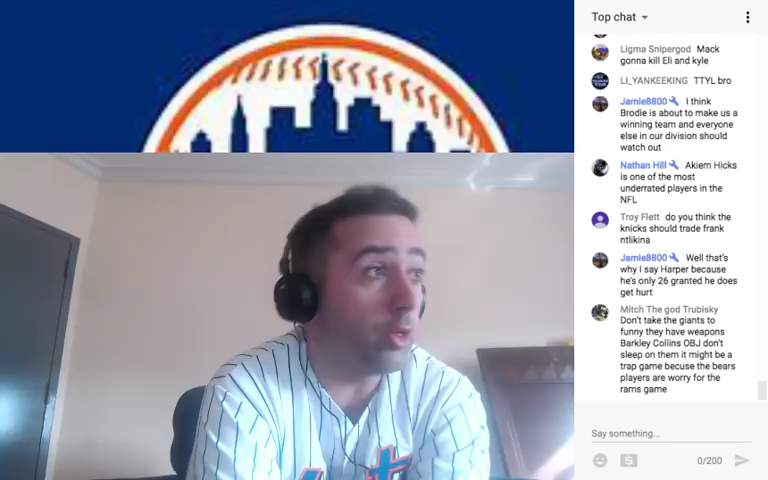 Top chat
Ligma Snipergod Mack
gonna kill Eli and kyle
LI_YANKEEKING TTYL bro
Jamie8800 I think
Brodie is about to make us a
winning team and everyone
else in our division should
watch out
Nathan Hill Akiem Hicks
is one of the most
underrated players in the
NFL
Troy Flett do you think the
knicks should trade frank
ntlikina
Jamie8800 Well that's
why I say Harper because
he's only 26 granted he does
get hurt
Mitch The god Trubisky
Don't take the giants to
funny they have weapons
Barkley Collins OBJ don't
sleep on them it might be a
trap game becuse the bears
players are worry for the
rams game
Say something...
0/200